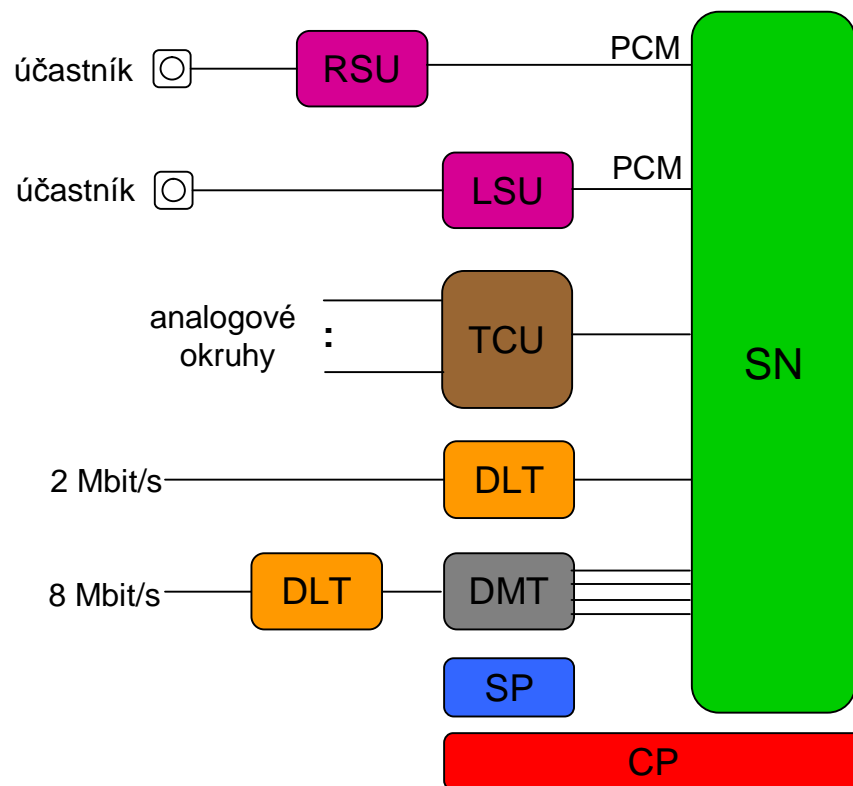 účastník
RSU
PCM
účastník
LSU
PCM
analogové
okruhy
:
TCU
SN
2 Mbit/s
DLT
8 Mbit/s
DLT
DMT
SP
CP